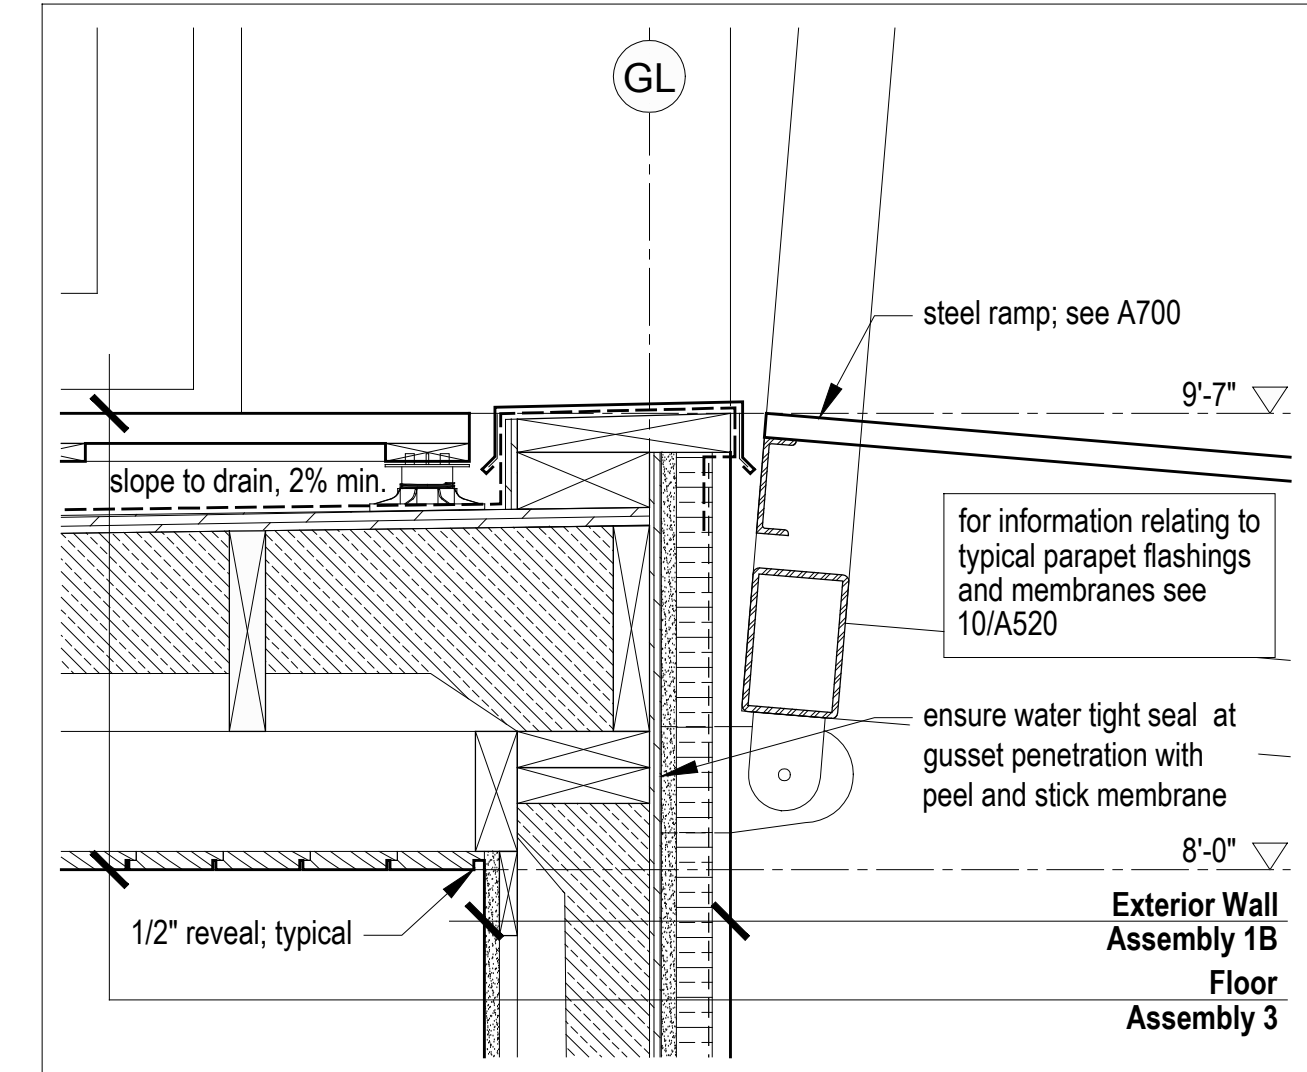 GL
steel ramp; see A700
9'-7"
slope to drain, 2% min.
for information relating to
typical parapet flashings
and membranes see
10/A520
ensure water tight seal at
gusset penetration with
peel and stick membrane
8'-0"
1/2" reveal; typical
Exterior Wall
Assembly 1B
Floor
Assembly 3